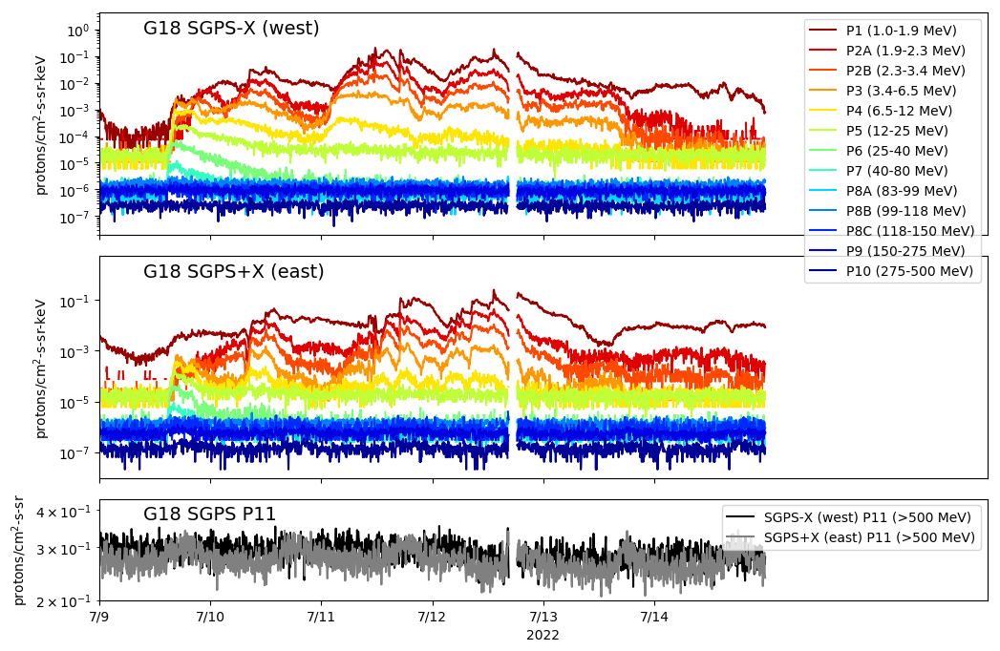 G18 SGPS-X (west)
protons/cm²-s-sr-keV
10⁰
10⁻¹
10⁻²
10⁻³
10⁻⁴
10⁻⁵
10⁻⁶
10⁻⁷
P1 (1.0-1.9 MeV)
P2A (1.9-2.3 MeV)
P2B (2.3-3.4 MeV)
P3 (3.4-6.5 MeV)
P4 (6.5-12 MeV)
P5 (12-25 MeV)
P6 (25-40 MeV)
P7 (40-80 MeV)
P8A (83-99 MeV)
P8B (99-118 MeV)
P8C (118-150 MeV)
P9 (150-275 MeV)
P10 (275-500 MeV)
G18 SGPS+X (east)
protons/cm²-s-sr-keV
10⁻¹
10⁻³
10⁻⁵
10⁻⁷
G18 SGPS P11
protons/cm²-s-sr
4 × 10⁻¹
3 × 10⁻¹
2 × 10⁻¹
SGPS-X (west) P11 (>500 MeV)
SGPS+X (east) P11 (>500 MeV)
7/9 7/10 7/11 7/12 7/13 7/14
2022